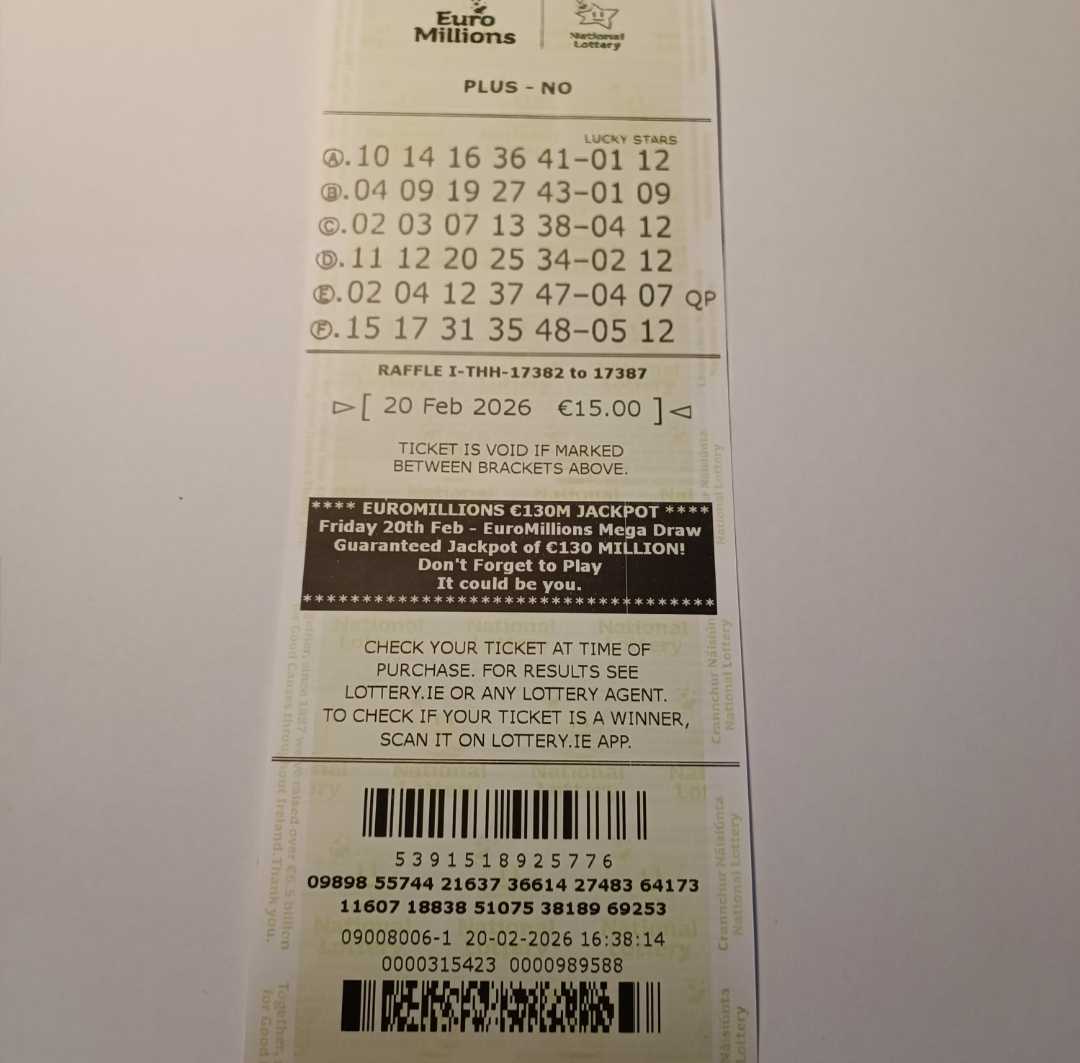 Euro
Millions
National
Lottery
PLUS - NO
LUCKY STARS
A. 10 14 16 36 41-01 12
B. 04 09 19 27 43-01 09
C. 02 03 07 13 38-04 12
D. 11 12 20 25 34-02 12
E. 02 04 12 37 47-04 07 QP
F. 15 17 31 35 48-05 12
RAFFLE I-THH-17382 to 17387
[ 20 Feb 2026 €15.00 ]
TICKET IS VOID IF MARKED
BETWEEN BRACKETS ABOVE.
**** EUROMILLIONS €130M JACKPOT ****
Friday 20th Feb - EuroMillions Mega Draw
Guaranteed Jackpot of €130 MILLION!
Don't Forget to Play
It could be you.
CHECK YOUR TICKET AT TIME OF
PURCHASE. FOR RESULTS SEE
LOTTERY.IE OR ANY LOTTERY AGENT.
TO CHECK IF YOUR TICKET IS A WINNER,
SCAN IT ON LOTTERY.IE APP.
5391518925776
09898 55744 21637 36614 27483 64173
11607 18838 51075 38189 69253
09008006-1 20-02-2026 16:38:14
0000315423 0000989588
Crannchur Náisiúnta
National Lottery